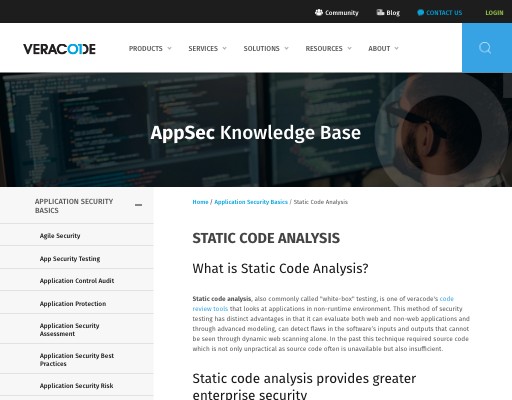 Community
Blog
CONTACT US
LOGIN
VERACODE
PRODUCTS
SERVICES
SOLUTIONS
RESOURCES
ABOUT
AppSec Knowledge Base
APPLICATION SECURITY
BASICS
Agile Security
App Security Testing
Application Control Audit
Application Protection
Application Security
Assessment
Application Security Best
Practices
Application Security Risk
Home / Application Security Basics / Static Code Analysis
STATIC CODE ANALYSIS
What is Static Code Analysis?
Static code analysis, also commonly called "white-box" testing, is one of veracode's code
review tools that looks at applications in non-runtime environment. This method of security
testing has distinct advantages in that it can evaluate both web and non-web applications and
through advanced modeling, can detect flaws in the software's inputs and outputs that cannot
be seen through dynamic web scanning alone. In the past this technique required source code
which is not only unpractical as source code often is unavailable but also insufficient.
Static code analysis provides greater
enterprise security